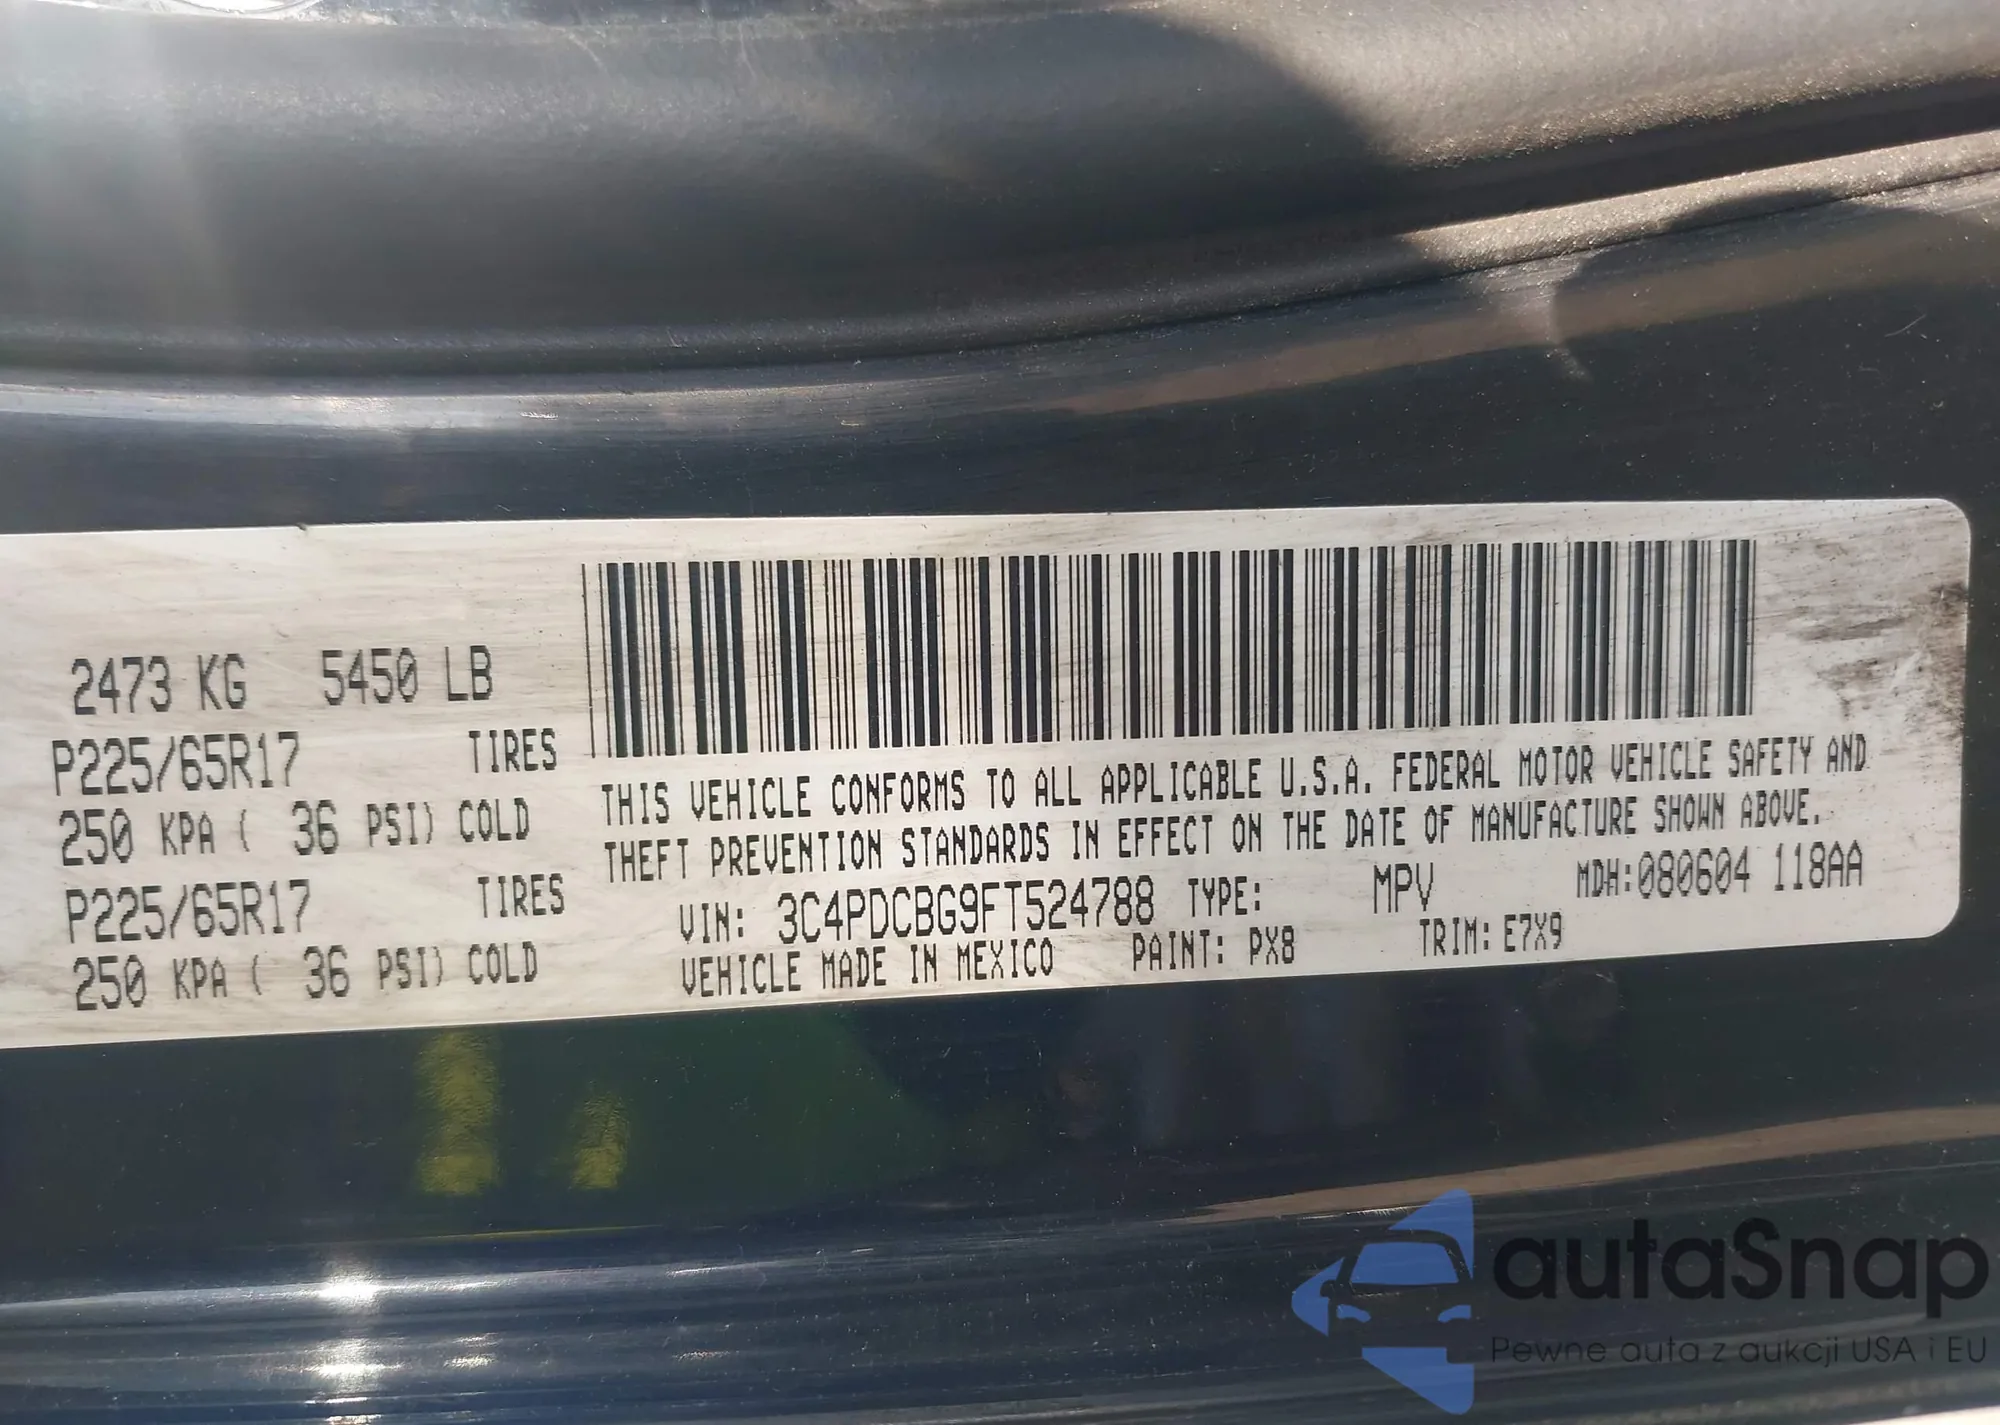 2473 KG 5450 LB
P225/65R17 TIRES
250 KPA ( 36 PSI) COLD
P225/65R17 TIRES
250 KPA ( 36 PSI) COLD
THIS VEHICLE CONFORMS TO ALL APPLICABLE U.S.A. FEDERAL MOTOR VEHICLE SAFETY AND
THEFT PREVENTION STANDARDS IN EFFECT ON THE DATE OF MANUFACTURE SHOWN ABOVE.
VIN: 3C4PDCBG9FT524788 TYPE: MPV MDH:080604 118AA
VEHICLE MADE IN MEXICO PAINT: PX8 TRIM: E7X9
autaSnap
Pewne auta z aukcji USA i EU